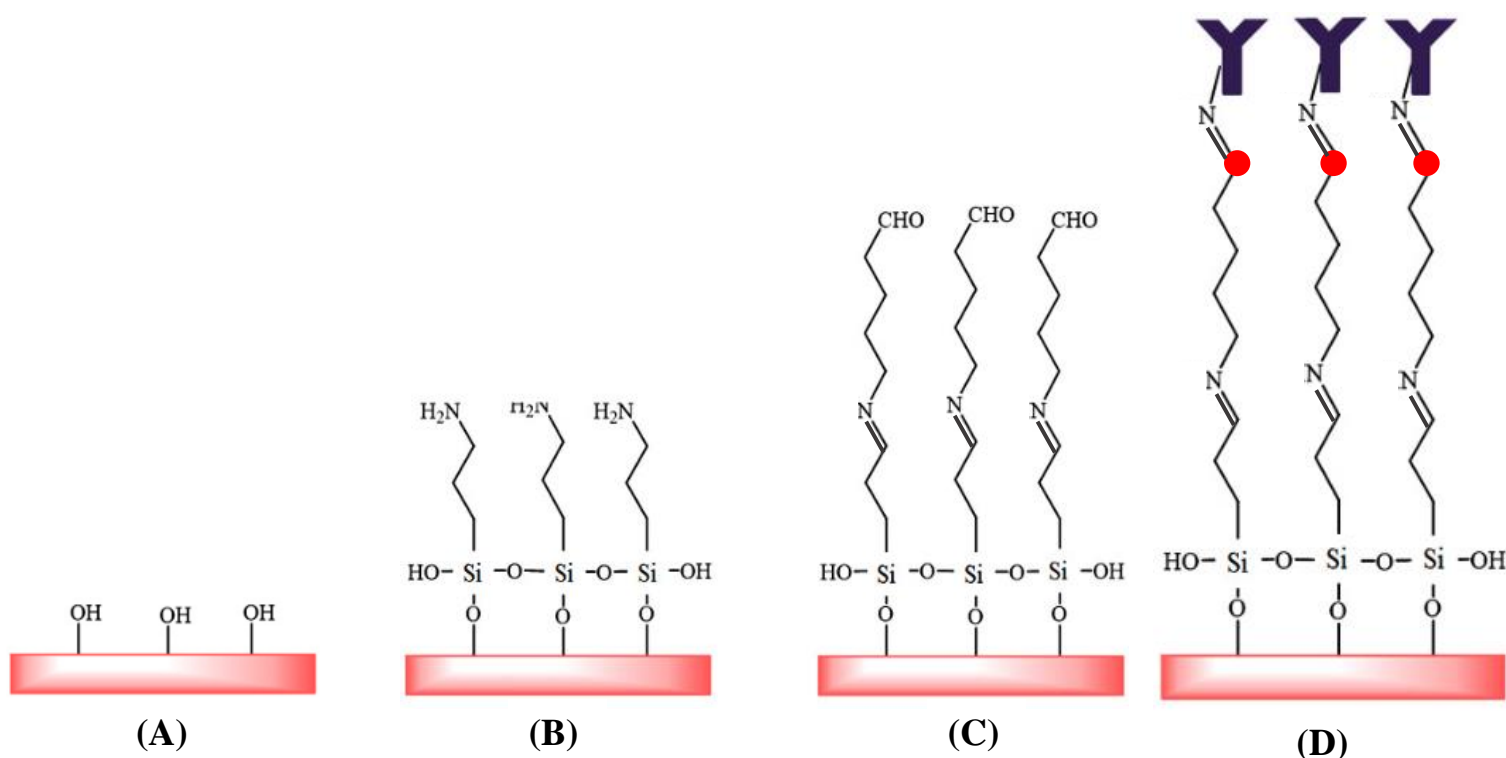 OH OH OH
(A)
H₂N H₂N H₂N
HO– Si –O– Si –O– Si –OH
O O O
(B)
CHO CHO CHO
N N N
HO– Si –O– Si –O– Si –OH
O O O
(C)
N N N
N N N
HO– Si –O– Si –O– Si –OH
O O O
(D)